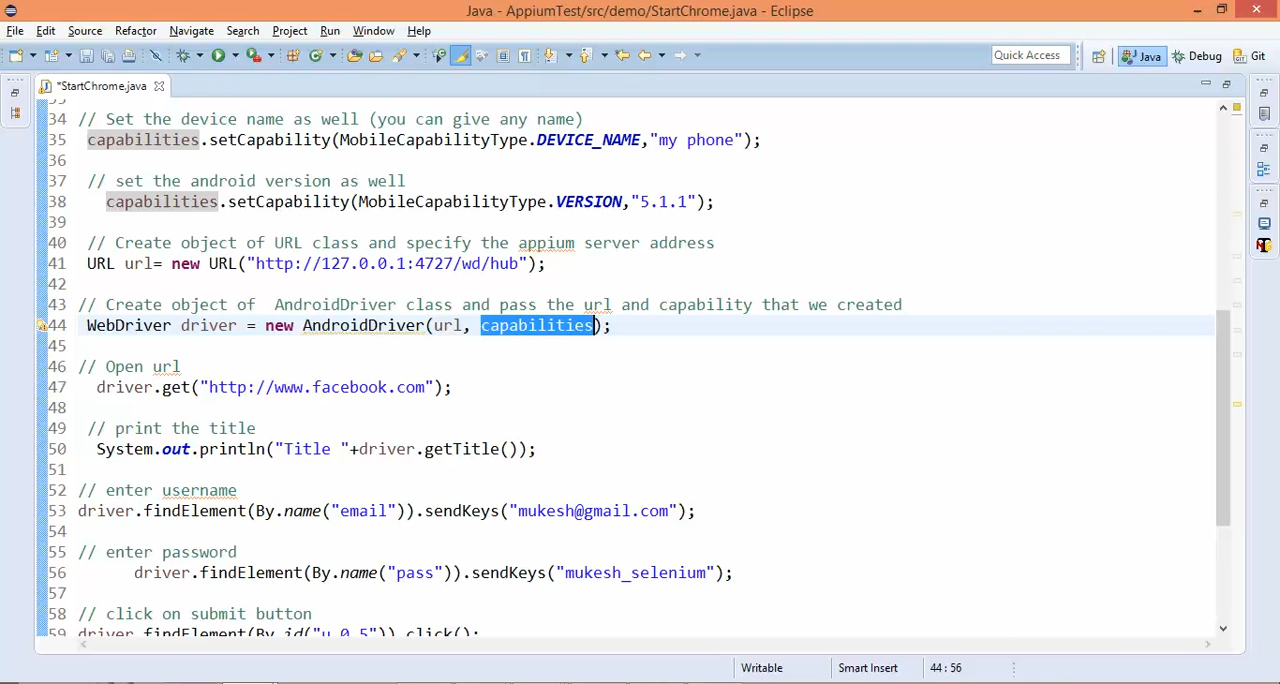 Java - AppiumTest/src/demo/StartChrome.java - Eclipse
File Edit Source Refactor Navigate Search Project Run Window Help
Quick Access Java Debug Git
*StartChrome.java
34 // Set the device name as well (you can give any name)
35 capabilities.setCapability(MobileCapabilityType.DEVICE_NAME,"my phone");
36
37 // set the android version as well
38 capabilities.setCapability(MobileCapabilityType.VERSION,"5.1.1");
39
40 // Create object of URL class and specify the appium server address
41 URL url= new URL("http://127.0.0.1:4727/wd/hub");
42
43 // Create object of  AndroidDriver class and pass the url and capability that we created
44 WebDriver driver = new AndroidDriver(url, capabilities);
45
46 // Open url
47 driver.get("http://www.facebook.com");
48
49 // print the title
50 System.out.println("Title "+driver.getTitle());
51
52 // enter username
53 driver.findElement(By.name("email")).sendKeys("mukesh@gmail.com");
54
55 // enter password
56 driver.findElement(By.name("pass")).sendKeys("mukesh_selenium");
57
58 // click on submit button
59 driver.findElement(By.id("u_0_5")).click();
Writable Smart Insert 44 : 56